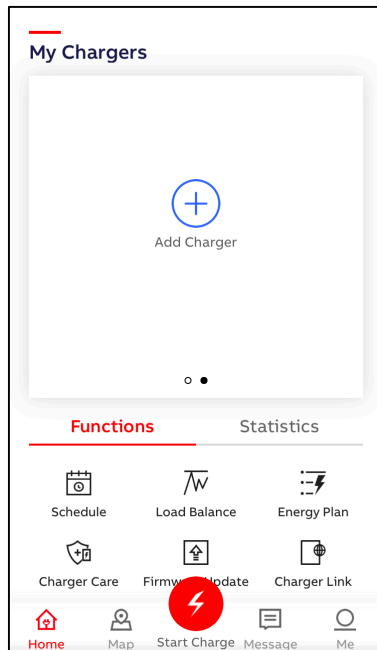 My Chargers
Add Charger
Functions Statistics
Schedule Load Balance Energy Plan
Charger Care Firmw Update Charger Link
Home Map Start Charge Message Me